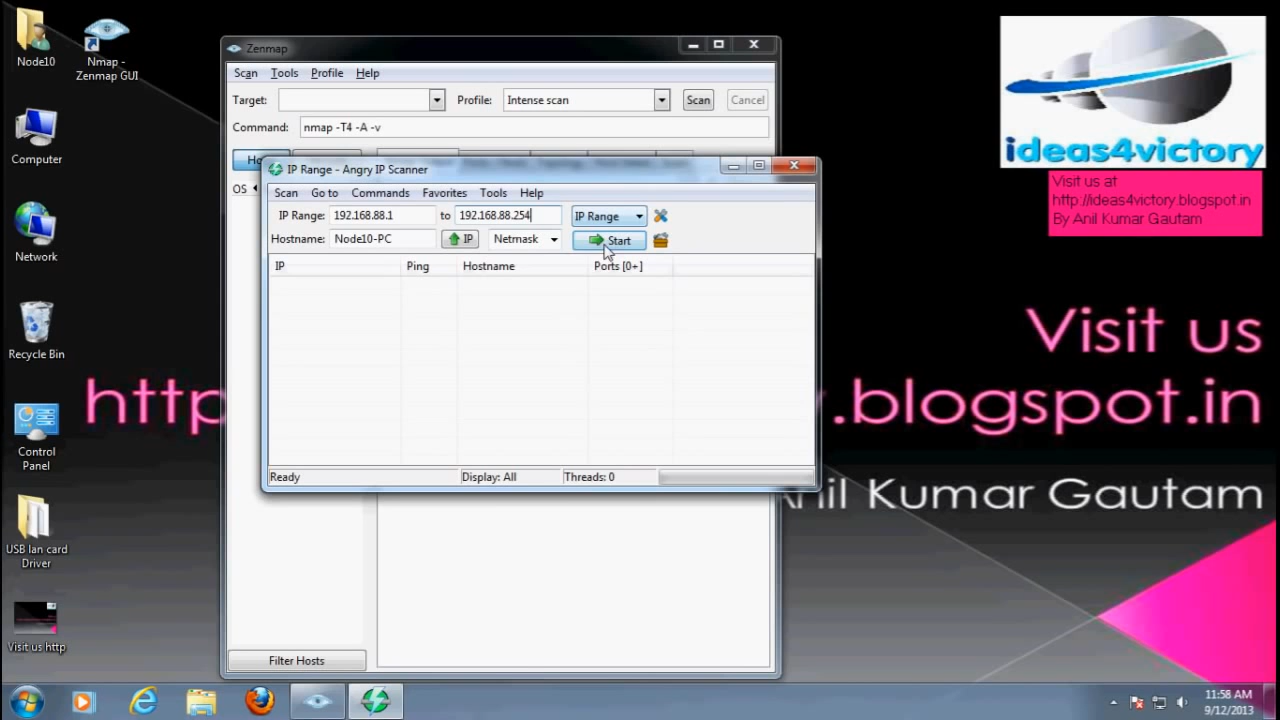 Node10
Nmap -
Zenmap GUI
Computer
Network
Recycle Bin
Control
Panel
USB lan card
Driver
Visit us http
Zenmap
Scan Tools Profile Help
Target: Profile: Intense scan Scan Cancel
Command: nmap -T4 -A -v
OS
IP Range - Angry IP Scanner
Scan Go to Commands Favorites Tools Help
IP Range: 192.168.88.1 to 192.168.88.254 IP Range
Hostname: Node10-PC IP Netmask Start
IP Ping Hostname Ports [0+]
Ready Display: All Threads: 0
Filter Hosts
ideas4victory
Visit us at
http://ideas4victory.blogspot.in
By Anil Kumar Gautam
Visit us
http .blogspot.in
Kumar Gautam
11:58 AM
9/12/2013